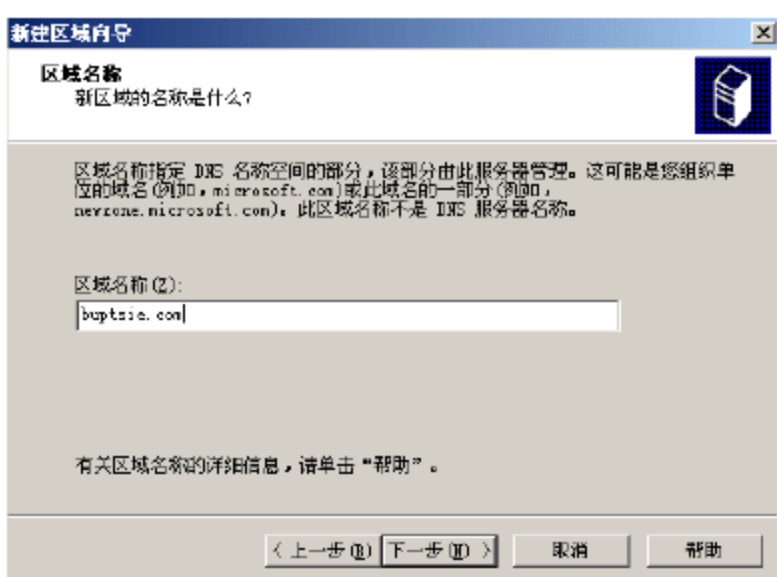 新建区域向导
区域名称
新区域的名称是什么?
区域名称指定 DNS 名称空间的部分，该部分由此服务器管理。这可能是您组织单
位的域名(例如，microsoft.com)或此域名的一部分(例如，
newzone.microsoft.com)。此区域名称不是 DNS 服务器名称。
区域名称(Z):
buptsie.com
有关区域名称的详细信息，请单击“帮助”。
< 上一步(B) 下一步(N) > 取消 帮助